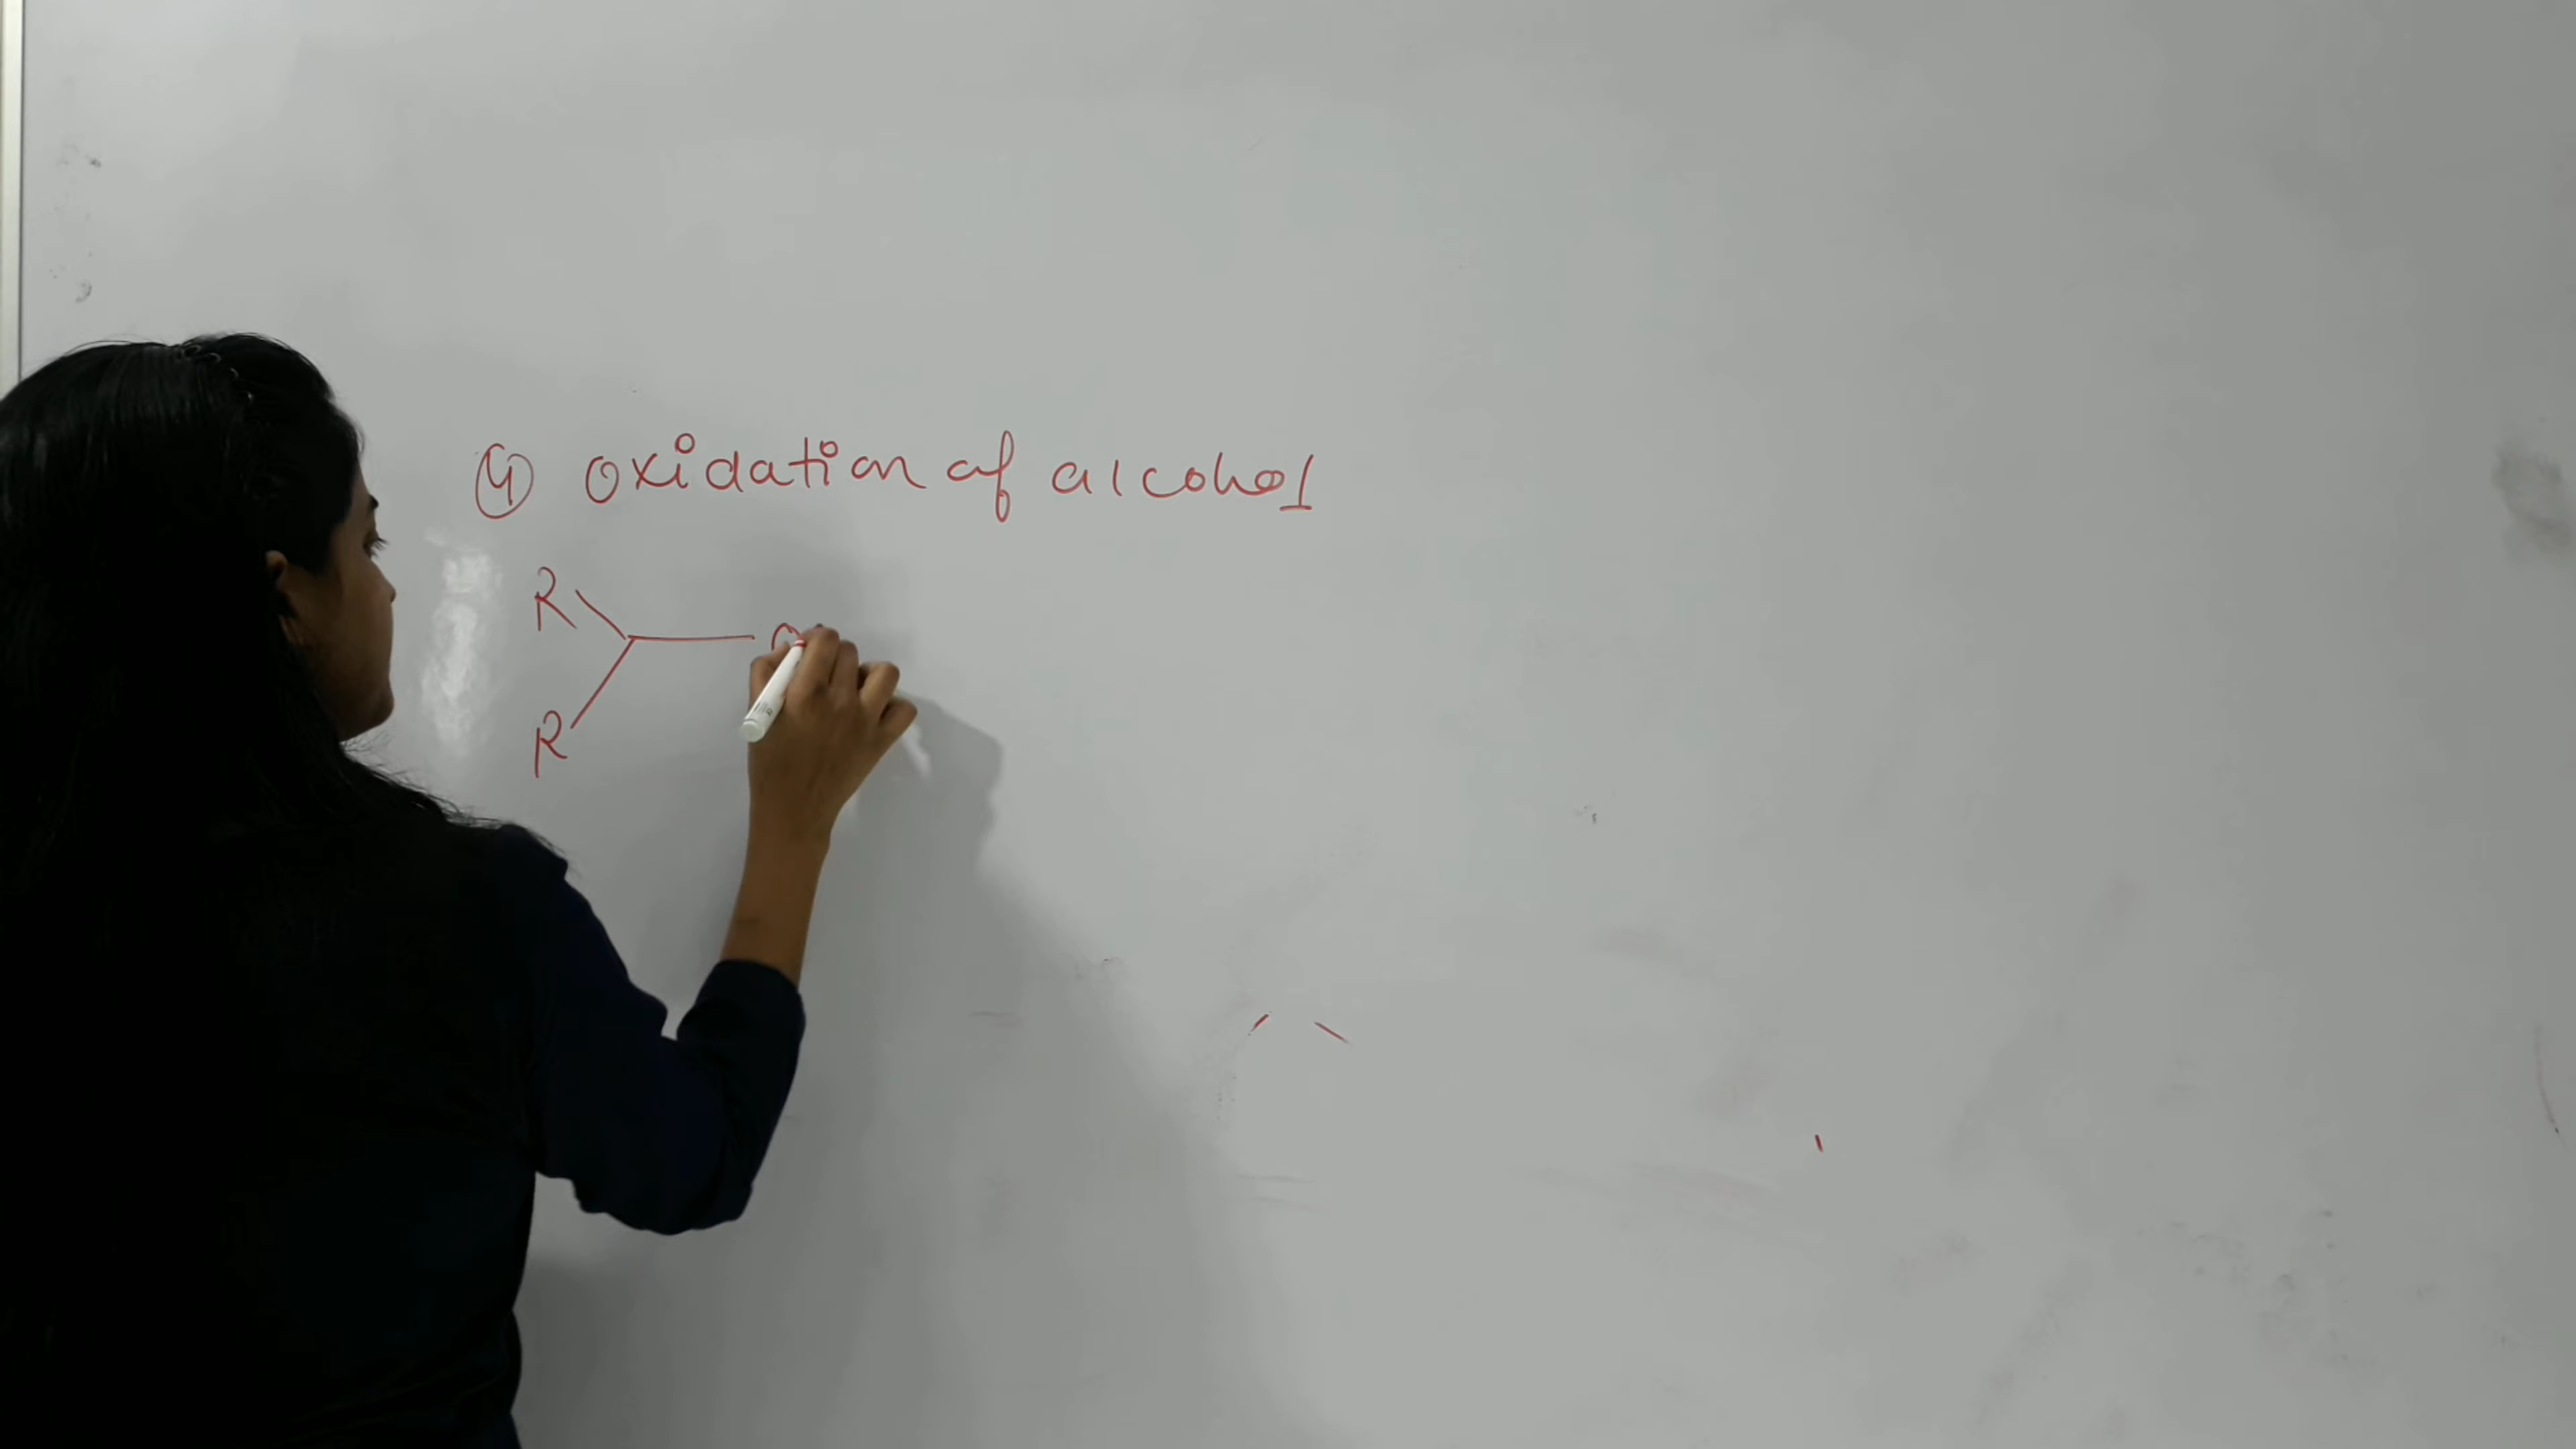 ④ oxidation of alcohol
R
R